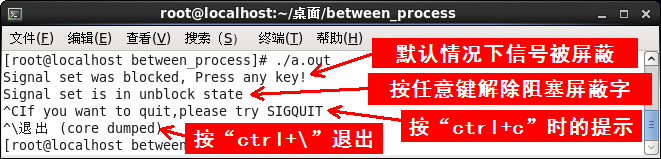 root@localhost:~/桌面/between_process
文件(F) 编辑(E) 查看(V) 搜索 (S) 终端(T) 帮助(H)
[root@localhost between_process]# ./a.out
默认情况下信号被屏蔽
Signal set was blocked, Press any key!
Signal set is in unblock state
按任意键解除阻塞屏蔽字
^CIf you want to quit,please try SIGQUIT
按“ctrl+c”时的提示
^\退出 (core dumped)
按“ctrl+\”退出
[root@localhost between